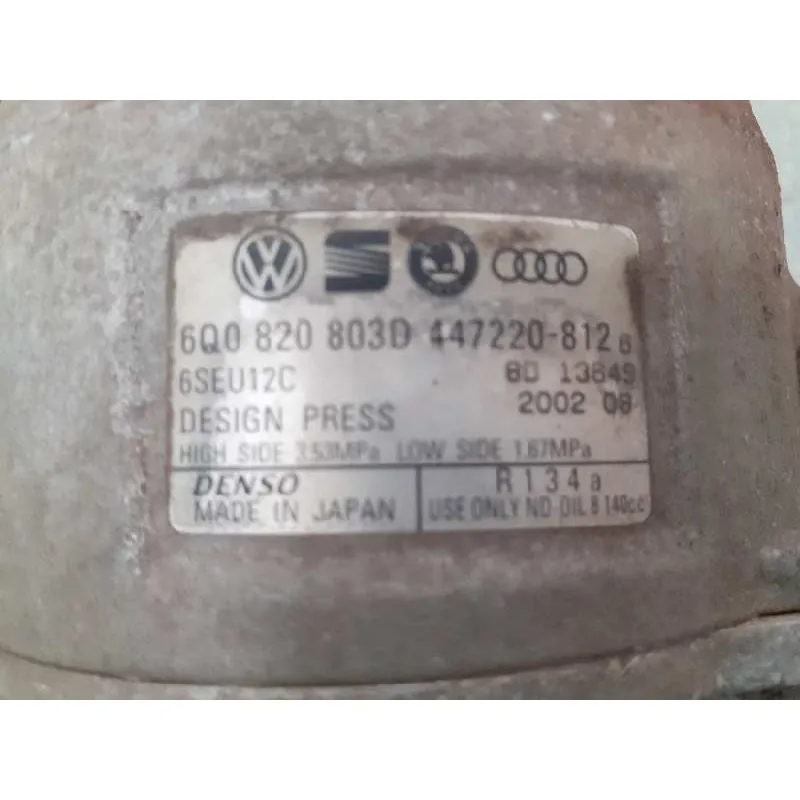 6Q0 820 803D 447220-8126
6SEU12C 8D 13649
DESIGN PRESS 2002 08
HIGH SIDE 3.53MPa LOW SIDE 1.67MPa
DENSO R134a
MADE IN JAPAN USE ONLY ND-OIL 8 140cc